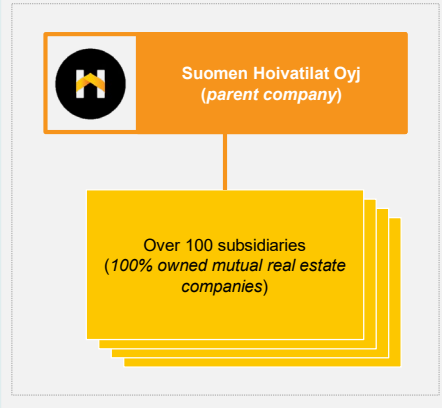 Suomen Hoivatilat Oyj
(parent company)
Over 100 subsidiaries
(100% owned mutual real estate
companies)